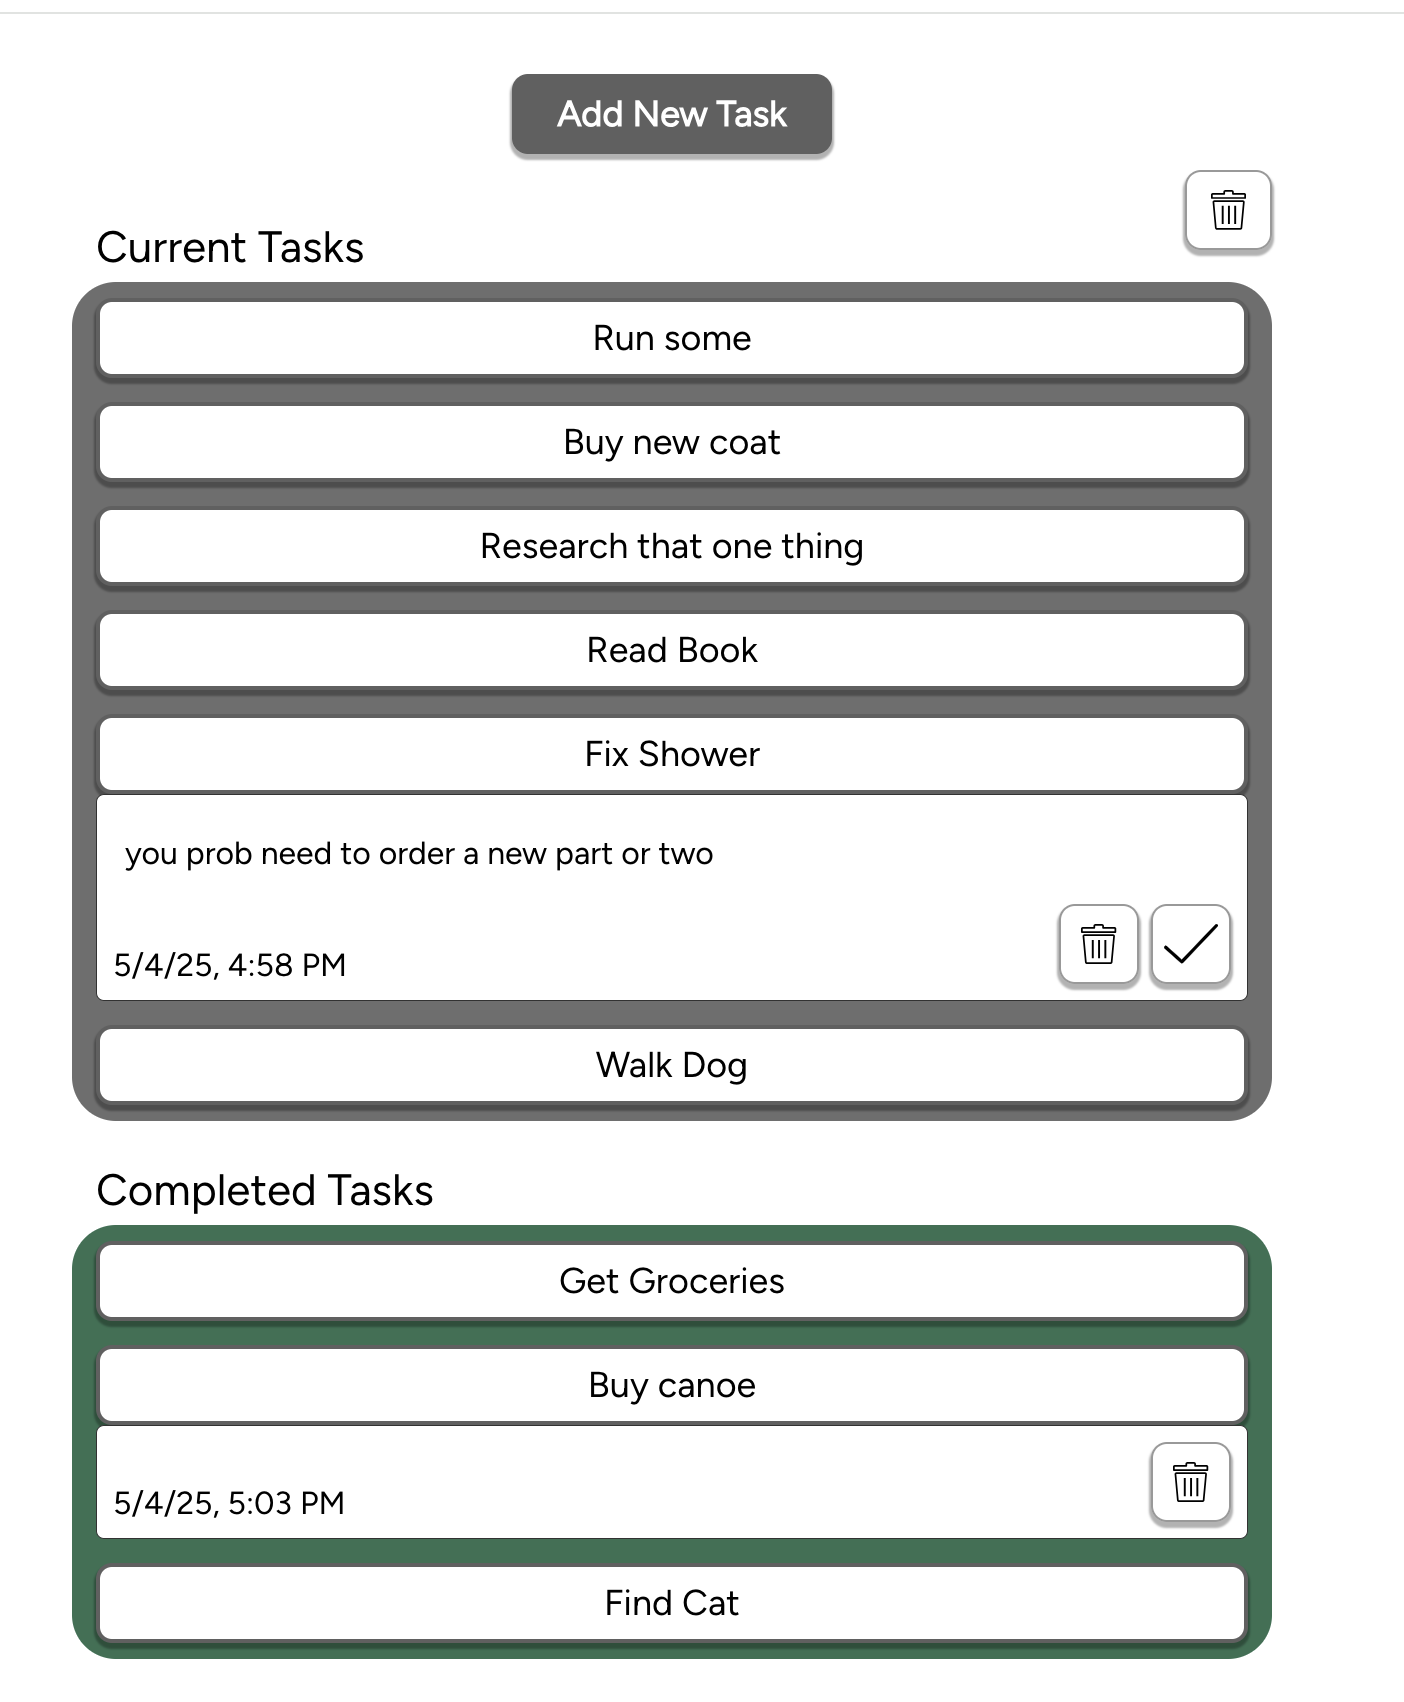 Add New Task
Current Tasks
Run some
Buy new coat
Research that one thing
Read Book
Fix Shower
you prob need to order a new part or two
5/4/25, 4:58 PM
Walk Dog
Completed Tasks
Get Groceries
Buy canoe
5/4/25, 5:03 PM
Find Cat